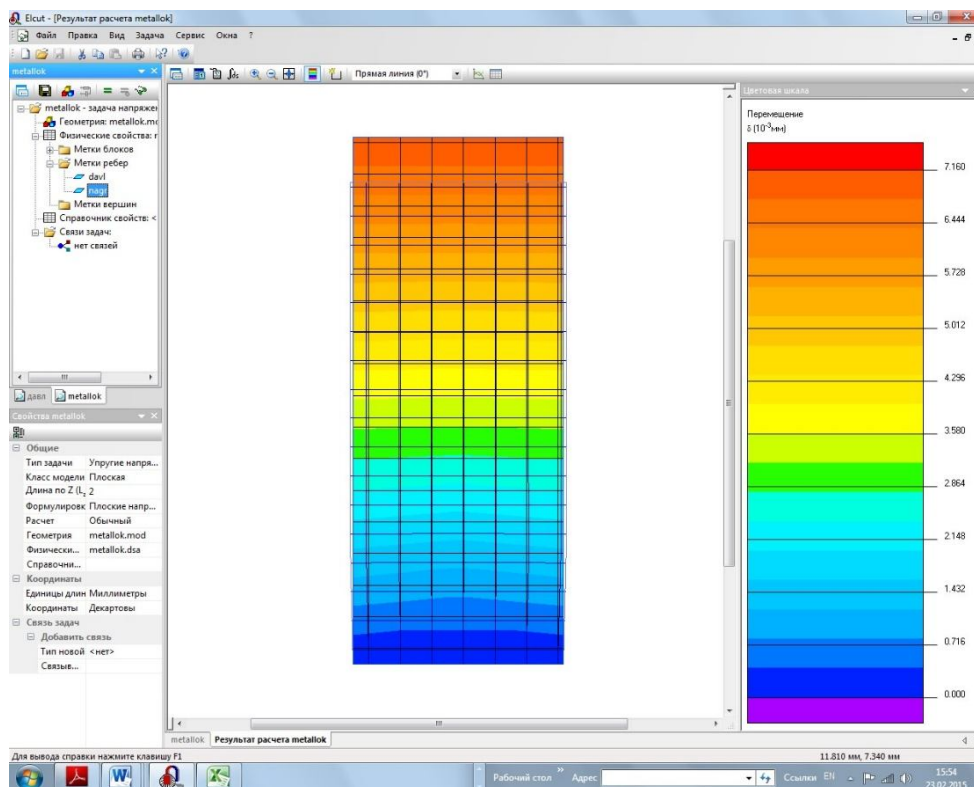 Elcut - [Результат расчета metallok]
Файл Правка Вид Задача Сервис Окна ?
metallok
Прямая линия (0°)
Цветовая шкала
metallok - задача напряже
Геометрия: metallok.mo
Физические свойства: r
Метки блоков
Метки ребер
davl
nagr
Метки вершин
Справочник свойств: <
Связи задач:
нет связей
давл metallok
Свойства metallok
Общие
Тип задачи Упругие напря...
Класс модели Плоская
Длина по Z (L 2
Формулировк Плоские напр...
Расчет Обычный
Геометрия metallok.mod
Физически... metallok.dsa
Справочни...
Координаты
Единицы длин Миллиметры
Координаты Декартовы
Связь задач
Добавить связь
Тип новой <нет>
Связыв...
Перемещение
δ (10⁻³мм)
7.160
6.444
5.728
5.012
4.296
3.580
2.864
2.148
1.432
0.716
0.000
metallok Результат расчета metallok
Для вывода справки нажмите клавишу F1
11.810 мм, 7.340 мм
Рабочий стол » Адрес Ссылки EN
15:54
23.02.2015